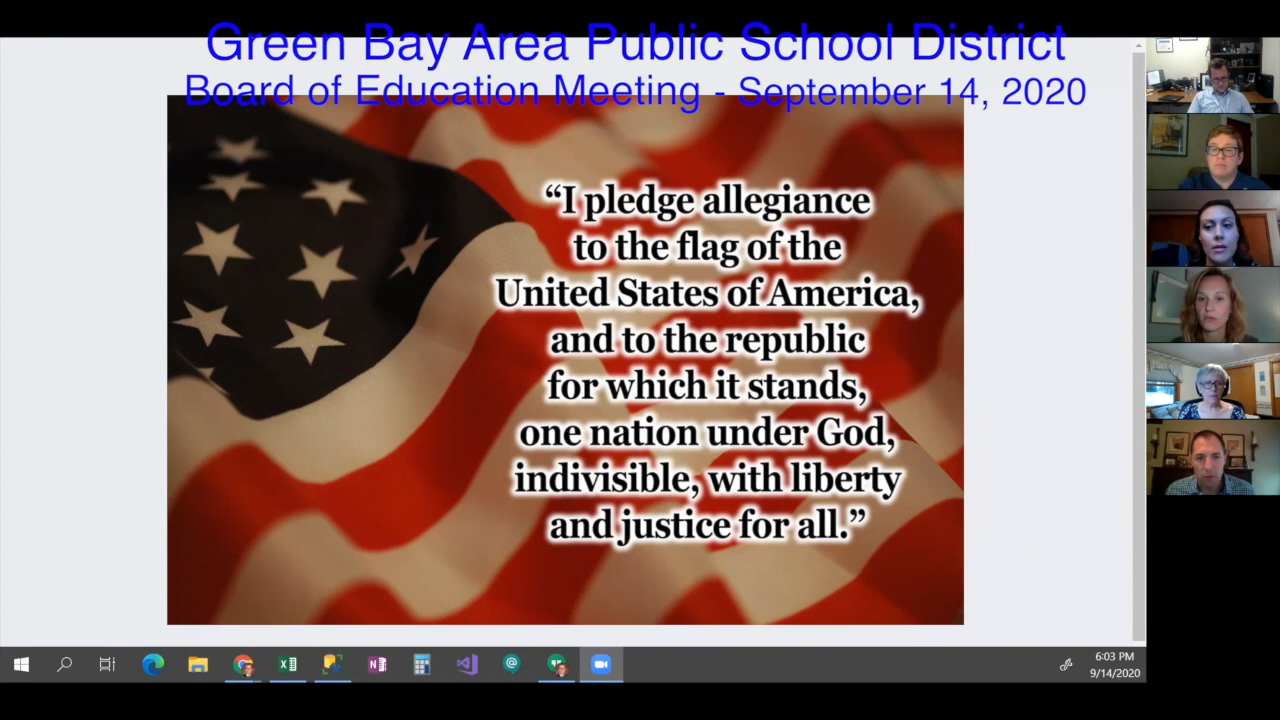 Green Bay Area Public School District
Board of Education Meeting - September 14, 2020
“I pledge allegiance
to the flag of the
United States of America,
and to the republic
for which it stands,
one nation under God,
indivisible, with liberty
and justice for all.”
6:03 PM
9/14/2020